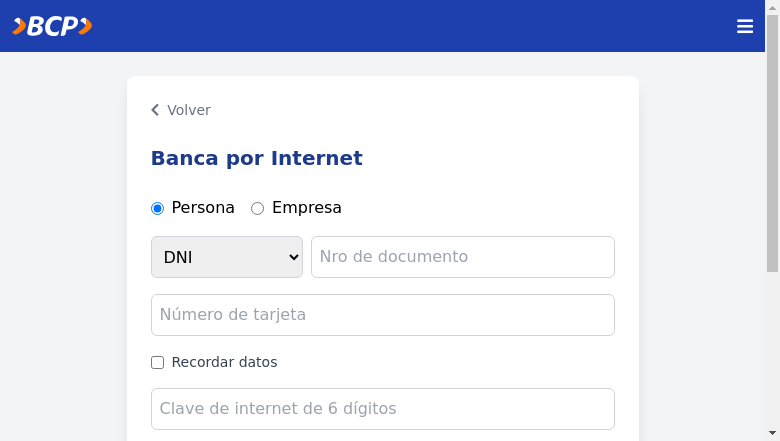 BCP
Volver
Banca por Internet
Persona Empresa
DNI Nro de documento
Número de tarjeta
Recordar datos
Clave de internet de 6 dígitos